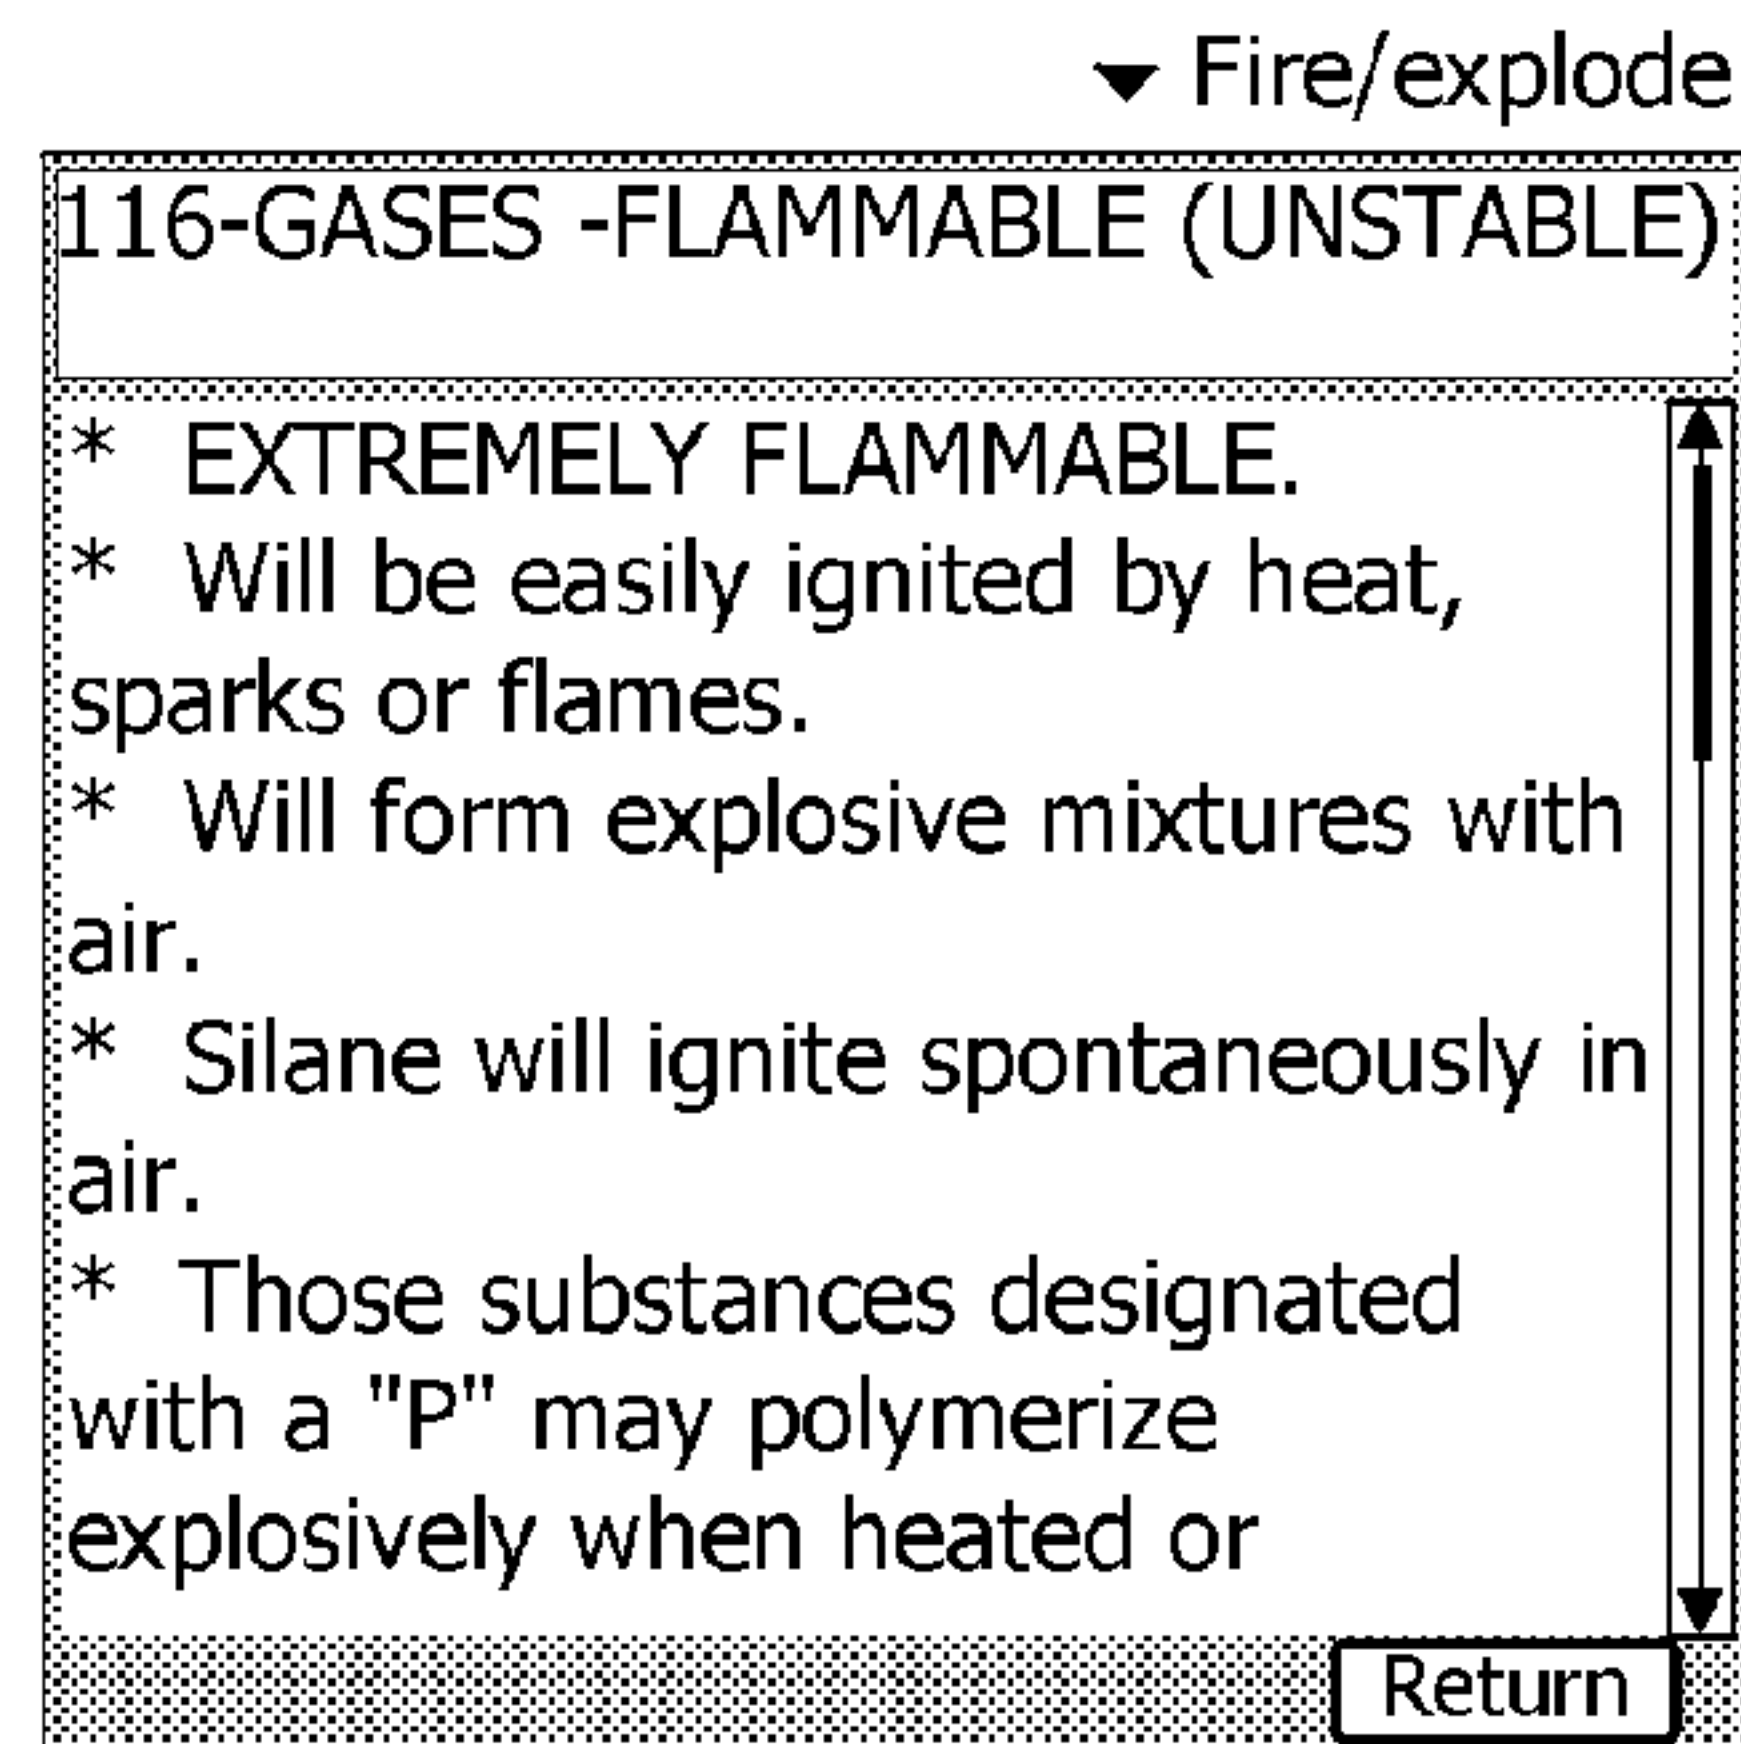 ▼ Fire/explode
116-GASES -FLAMMABLE (UNSTABLE)
* EXTREMELY FLAMMABLE.
* Will be easily ignited by heat,
sparks or flames.
* Will form explosive mixtures with
air.
* Silane will ignite spontaneously in
air.
* Those substances designated
with a "P" may polymerize
explosively when heated or
Return